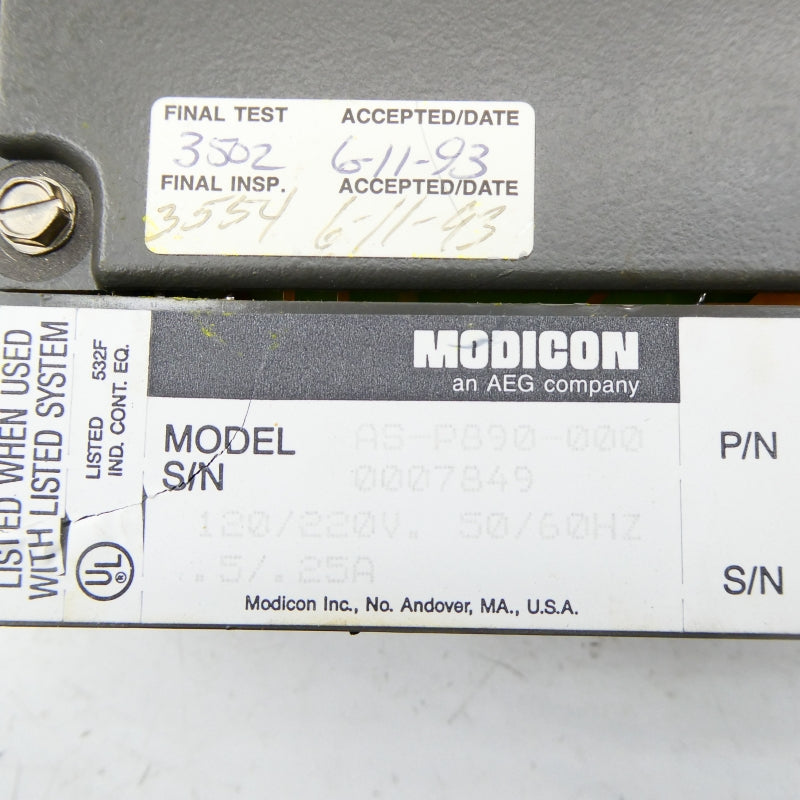 FINAL TEST ACCEPTED/DATE
3502 6-11-93
FINAL INSP. ACCEPTED/DATE
3554 6-11-93
LISTED WHEN USED
WITH LISTED SYSTEM
LISTED 532F
IND. CONT. EQ.
UL ®
MODICON
an AEG company
MODEL AS-P890-000
S/N 0007849
120/220V. 50/60HZ
.5/.25A
Modicon Inc., No. Andover, MA., U.S.A.
P/N
S/N